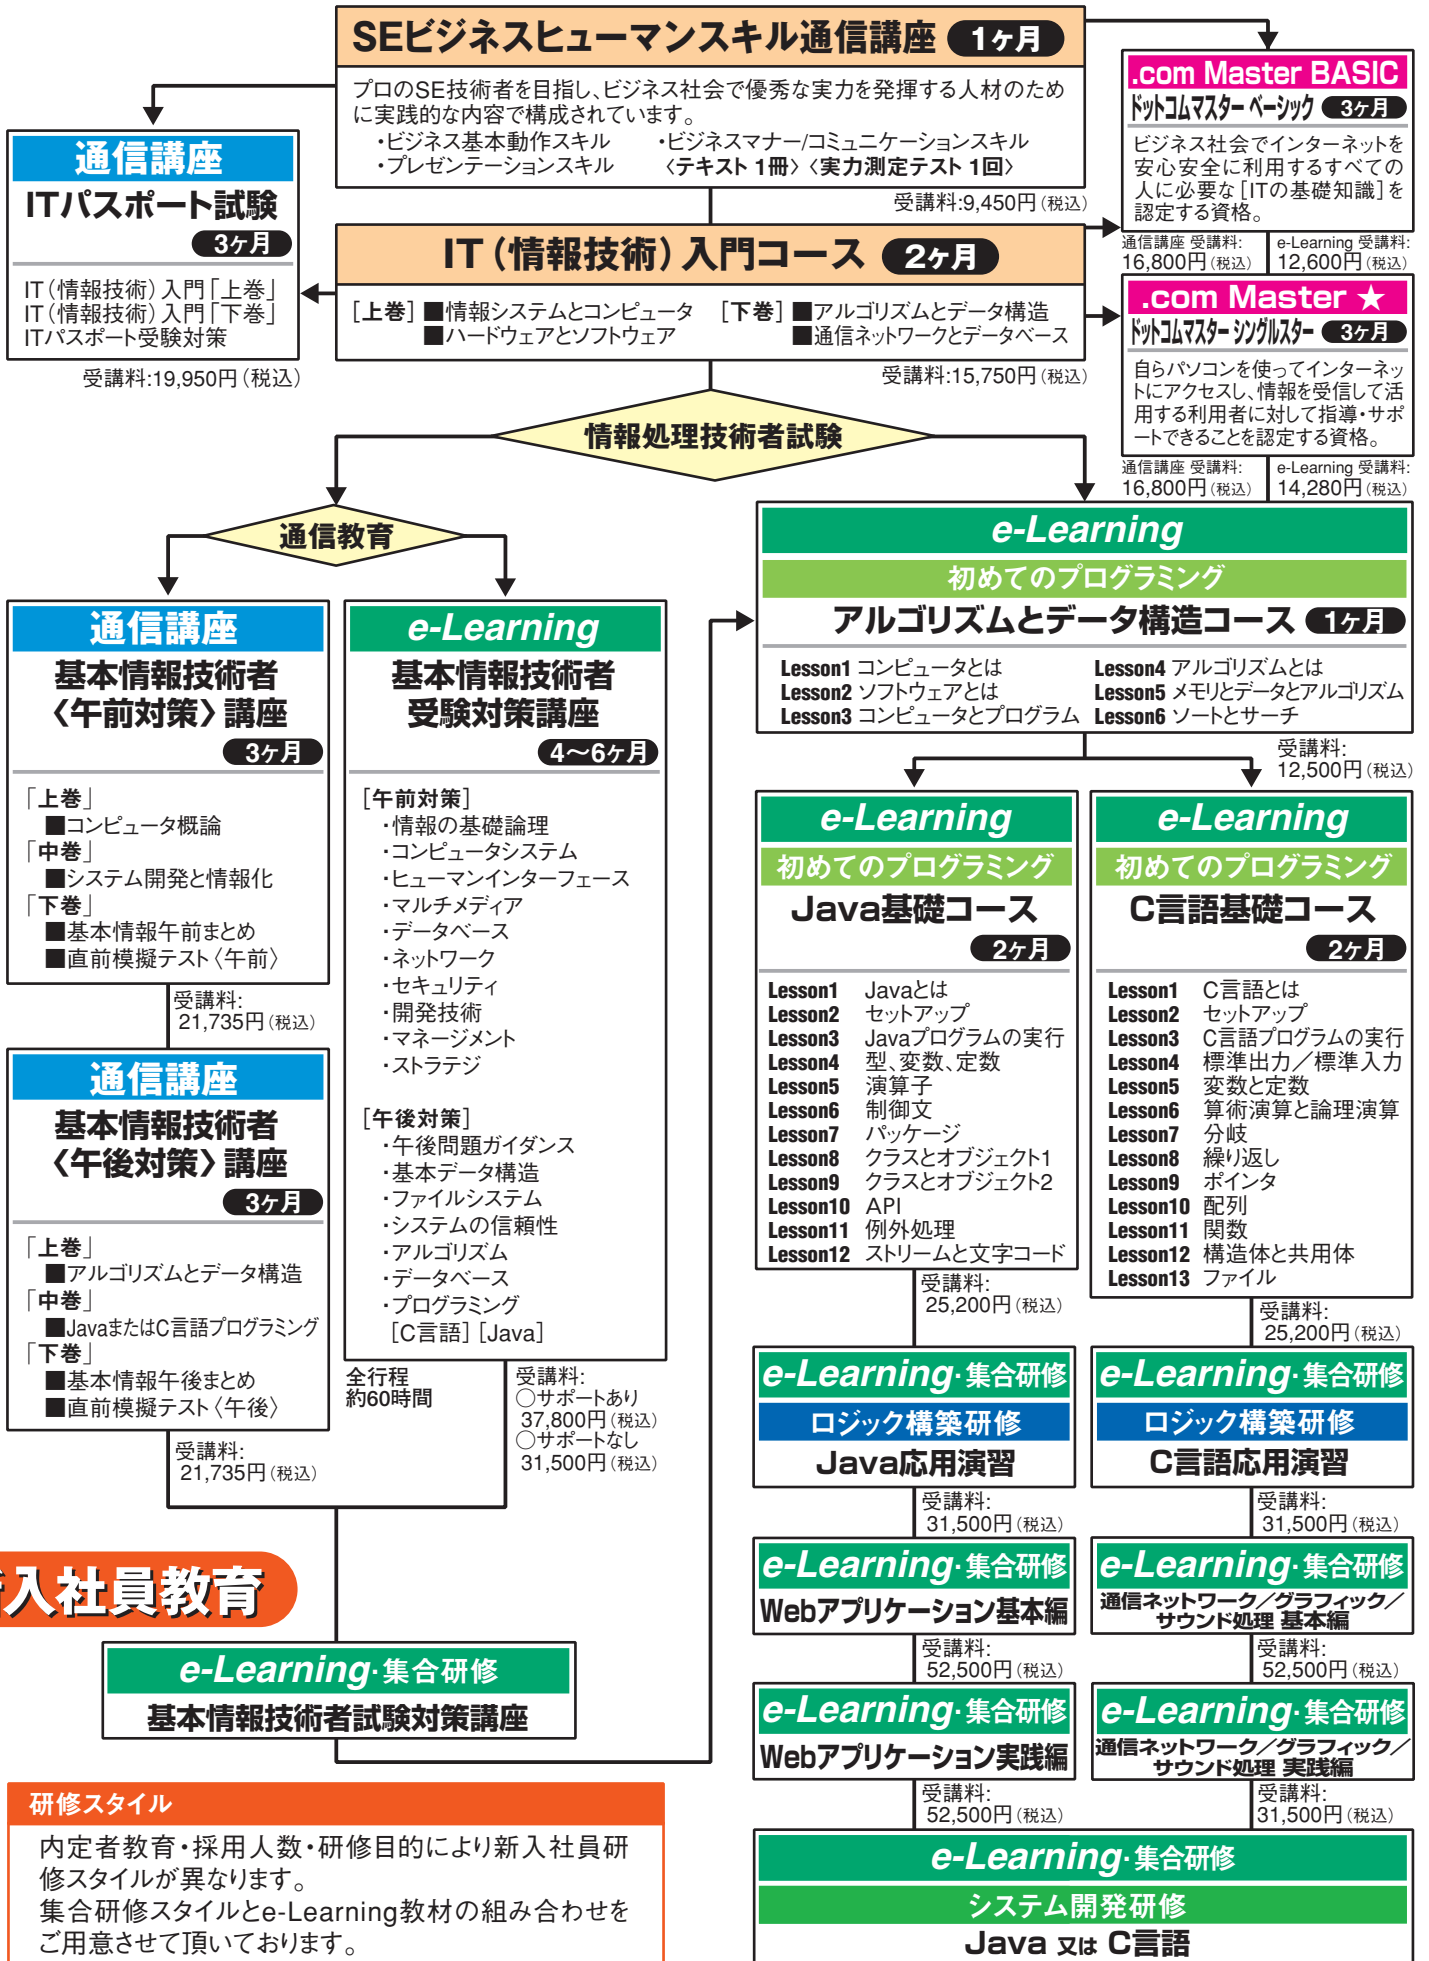 SEビジネスヒューマンスキル通信講座 1ヶ月
プロのSE技術者を目指し、ビジネス社会で優秀な実力を発揮する人材のため
に実践的な内容で構成されています。
・ビジネス基本動作スキル ・ビジネスマナー/コミュニケーションスキル
・プレゼンテーションスキル 〈テキスト 1冊〉〈実力測定テスト 1回〉
受講料:9,450円(税込)
.com Master BASIC
ドットコムマスター ベーシック 3ヶ月
ビジネス社会でインターネットを
安心安全に利用するすべての
人に必要な[ITの基礎知識]を
認定する資格。
通信講座 受講料:
16,800円(税込)
e-Learning 受講料:
12,600円(税込)
通信講座
ITパスポート試験
3ヶ月
IT(情報技術)入門「上巻」
IT(情報技術)入門「下巻」
ITパスポート受験対策
受講料:19,950円(税込)
IT(情報技術)入門コース 2ヶ月
[上巻] ■情報システムとコンピュータ [下巻] ■アルゴリズムとデータ構造
■ハードウェアとソフトウェア ■通信ネットワークとデータベース
受講料:15,750円(税込)
.com Master ★
ドットコムマスター シングルスター 3ヶ月
自らパソコンを使ってインターネッ
トにアクセスし、情報を受信して活
用する利用者に対して指導・サポ
ートできることを認定する資格。
通信講座 受講料:
16,800円(税込)
e-Learning 受講料:
14,280円(税込)
情報処理技術者試験
通信教育
通信講座
基本情報技術者
〈午前対策〉講座
3ヶ月
「上巻」
■コンピュータ概論
「中巻」
■システム開発と情報化
「下巻」
■基本情報午前まとめ
■直前模擬テスト〈午前〉
受講料:
21,735円(税込)
通信講座
基本情報技術者
〈午後対策〉講座
3ヶ月
「上巻」
■アルゴリズムとデータ構造
「中巻」
■JavaまたはC言語プログラミング
「下巻」
■基本情報午後まとめ
■直前模擬テスト〈午後〉
受講料:
21,735円(税込)
e-Learning
基本情報技術者
受験対策講座
4〜6ヶ月
[午前対策]
・情報の基礎論理
・コンピュータシステム
・ヒューマンインターフェース
・マルチメディア
・データベース
・ネットワーク
・セキュリティ
・開発技術
・マネージメント
・ストラテジ
[午後対策]
・午後問題ガイダンス
・基本データ構造
・ファイルシステム
・システムの信頼性
・アルゴリズム
・データベース
・プログラミング
[C言語][Java]
全行程
約60時間
受講料:
○サポートあり
37,800円(税込)
○サポートなし
31,500円(税込)
e-Learning
初めてのプログラミング
アルゴリズムとデータ構造コース 1ヶ月
Lesson1 コンピュータとは Lesson4 アルゴリズムとは
Lesson2 ソフトウェアとは Lesson5 メモリとデータとアルゴリズム
Lesson3 コンピュータとプログラム Lesson6 ソートとサーチ
受講料:
12,500円(税込)
e-Learning
初めてのプログラミング
Java基礎コース
2ヶ月
Lesson1 Javaとは
Lesson2 セットアップ
Lesson3 Javaプログラムの実行
Lesson4 型、変数、定数
Lesson5 演算子
Lesson6 制御文
Lesson7 パッケージ
Lesson8 クラスとオブジェクト1
Lesson9 クラスとオブジェクト2
Lesson10 API
Lesson11 例外処理
Lesson12 ストリームと文字コード
受講料:
25,200円(税込)
e-Learning
初めてのプログラミング
C言語基礎コース
2ヶ月
Lesson1 C言語とは
Lesson2 セットアップ
Lesson3 C言語プログラムの実行
Lesson4 標準出力／標準入力
Lesson5 変数と定数
Lesson6 算術演算と論理演算
Lesson7 分岐
Lesson8 繰り返し
Lesson9 ポインタ
Lesson10 配列
Lesson11 関数
Lesson12 構造体と共用体
Lesson13 ファイル
受講料:
25,200円(税込)
e-Learning・集合研修
ロジック構築研修
Java応用演習
受講料:
31,500円(税込)
e-Learning・集合研修
ロジック構築研修
C言語応用演習
受講料:
31,500円(税込)
e-Learning・集合研修
Webアプリケーション基本編
受講料:
52,500円(税込)
e-Learning・集合研修
通信ネットワーク／グラフィック／
サウンド処理 基本編
受講料:
52,500円(税込)
e-Learning・集合研修
Webアプリケーション実践編
受講料:
52,500円(税込)
e-Learning・集合研修
通信ネットワーク／グラフィック／
サウンド処理 実践編
受講料:
31,500円(税込)
e-Learning・集合研修
システム開発研修
Java 又は C言語
入社員教育
e-Learning・集合研修
基本情報技術者試験対策講座
研修スタイル
内定者教育・採用人数・研修目的により新入社員研
修スタイルが異なります。
集合研修スタイルとe-Learning教材の組み合わせを
ご用意させて頂いております。